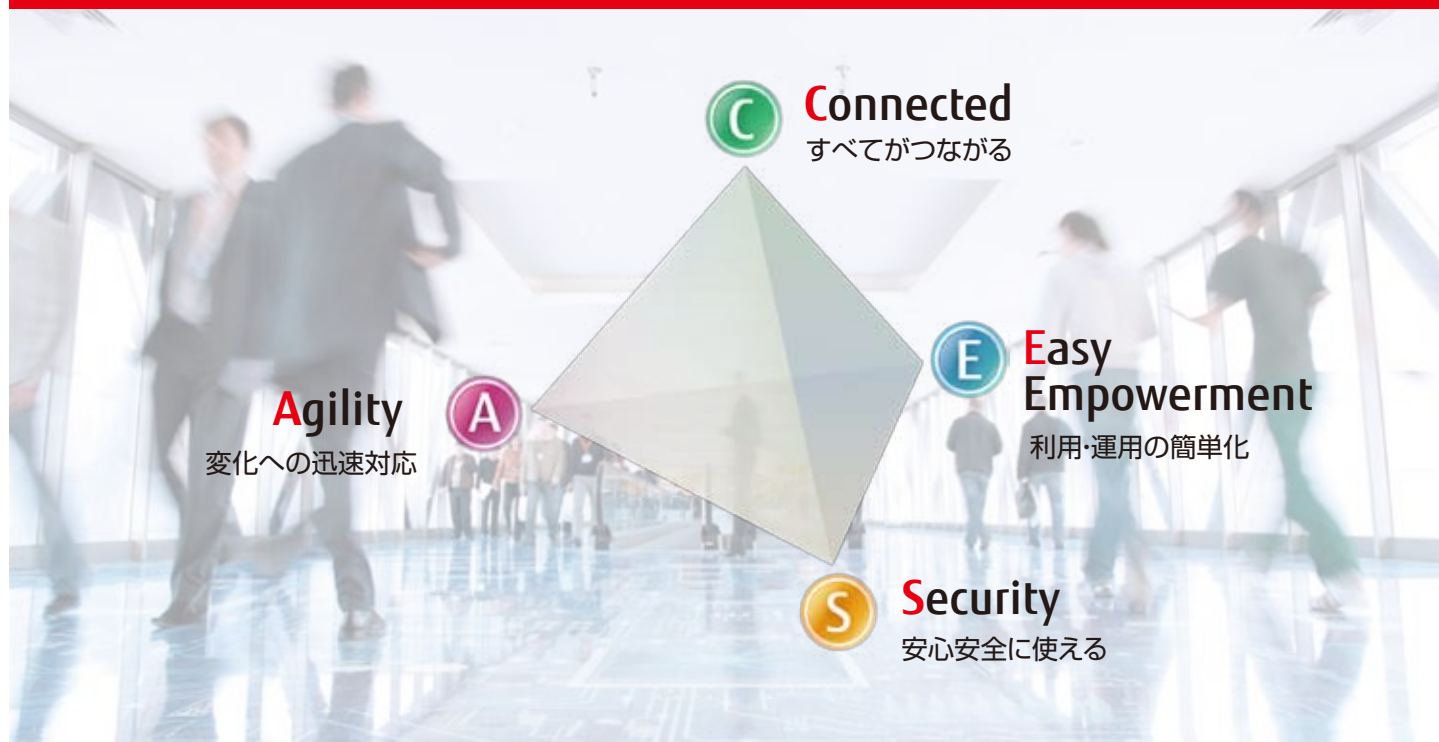 C
Connected
すべてがつながる
E
Easy
Empowerment
利用・運用の簡単化
A
Agility
変化への迅速対応
S
Security
安心安全に使える